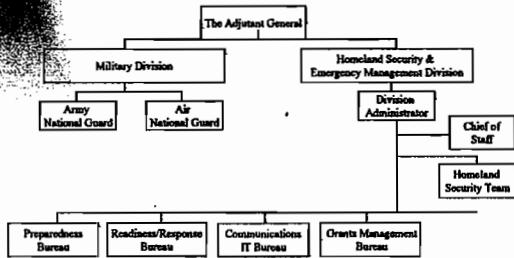 The Adjutant General
Military Division
Homeland Security &
Emergency Management Division
Army
National Guard
Air
National Guard
Division
Administrator
Chief of
Staff
Homeland
Security Team
Preparedness
Bureau
Readiness/Response
Bureau
Communications
IT Bureau
Grants Management
Bureau